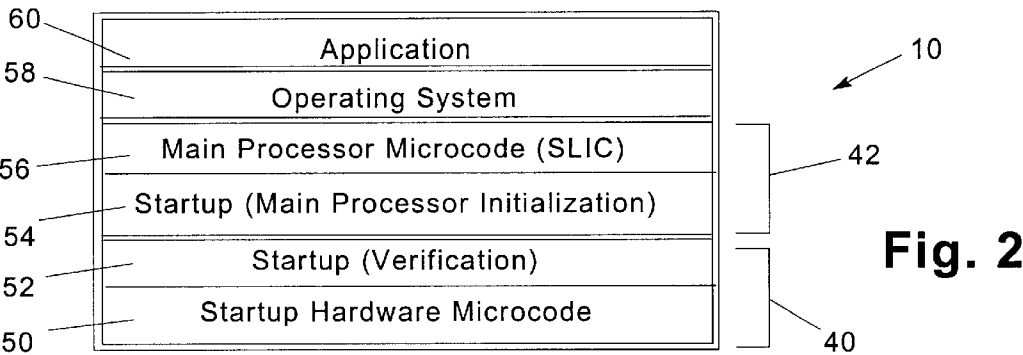 60
Application
10
58
Operating System
56
Main Processor Microcode (SLIC)
42
54
Startup (Main Processor Initialization)
Fig. 2
52
Startup (Verification)
50
Startup Hardware Microcode
40